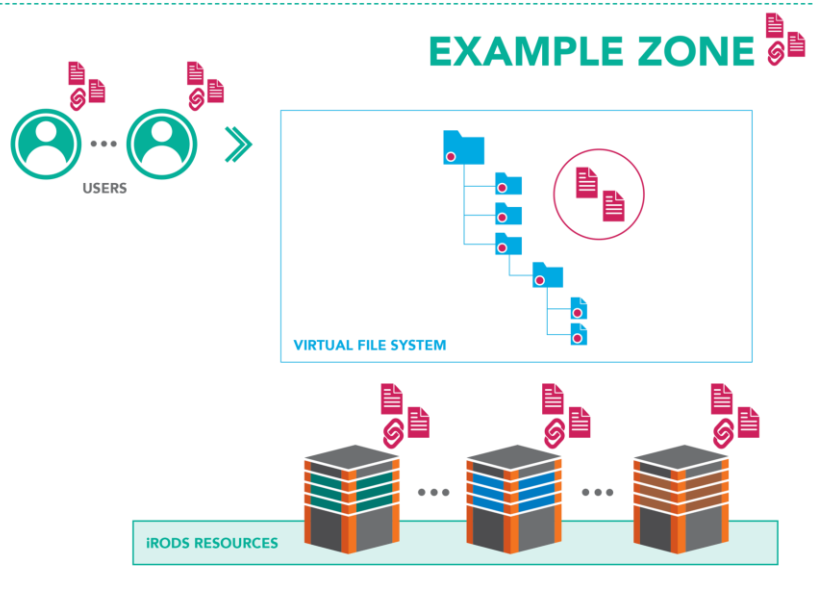 EXAMPLE ZONE
USERS
VIRTUAL FILE SYSTEM
iRODS RESOURCES